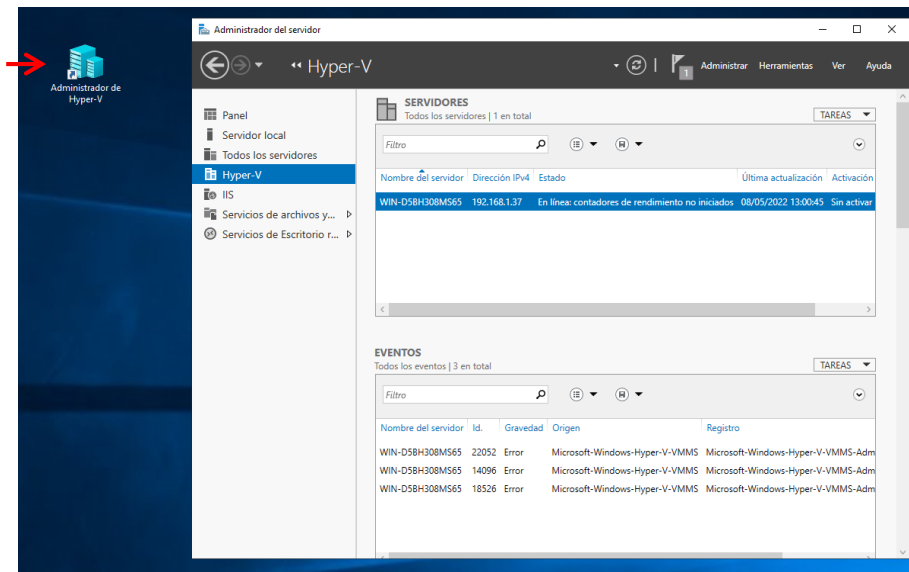 Administrador de
Hyper-V
Administrador del servidor
Hyper-V
1
Administrar Herramientas Ver Ayuda
Panel
Servidor local
Todos los servidores
Hyper-V
IIS
Servicios de archivos y...
Servicios de Escritorio r...
SERVIDORES
Todos los servidores | 1 en total
TAREAS
Filtro
Nombre del servidor Dirección IPv4 Estado Última actualización Activación
WIN-D5BH308MS65 192.168.1.37 En línea: contadores de rendimiento no iniciados 08/05/2022 13:00:45 Sin activar
EVENTOS
Todos los eventos | 3 en total
TAREAS
Filtro
Nombre del servidor Id. Gravedad Origen Registro
WIN-D5BH308MS65 22052 Error Microsoft-Windows-Hyper-V-VMMS Microsoft-Windows-Hyper-V-VMMS-Adm
WIN-D5BH308MS65 14096 Error Microsoft-Windows-Hyper-V-VMMS Microsoft-Windows-Hyper-V-VMMS-Adm
WIN-D5BH308MS65 18526 Error Microsoft-Windows-Hyper-V-VMMS Microsoft-Windows-Hyper-V-VMMS-Adm